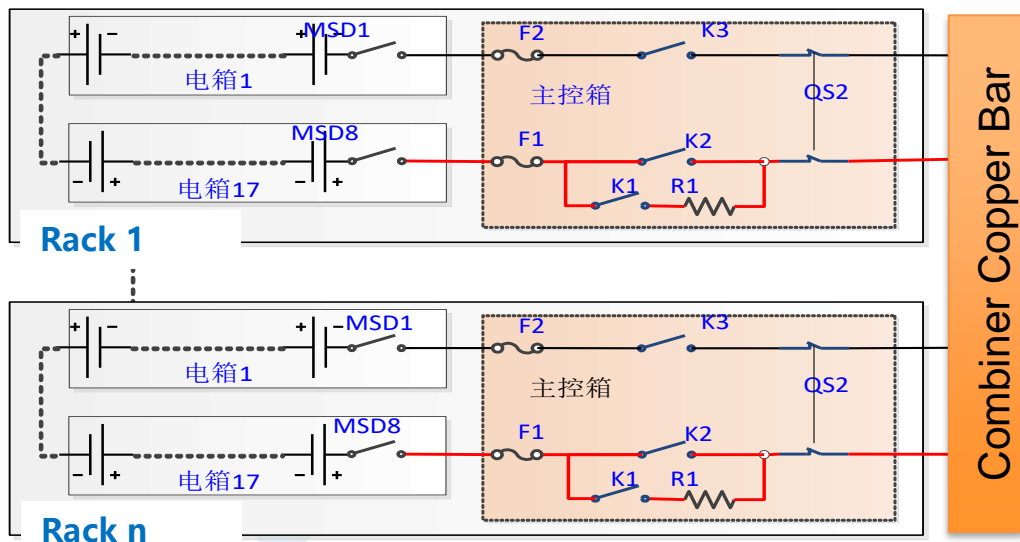 MSD1
F2
K3
电箱1
主控箱
QS2
MSD8
F1
K2
电箱17
K1
R1
Rack 1
MSD1
F2
K3
电箱1
主控箱
QS2
MSD8
F1
K2
电箱17
K1
R1
Rack n
Combiner Copper Bar